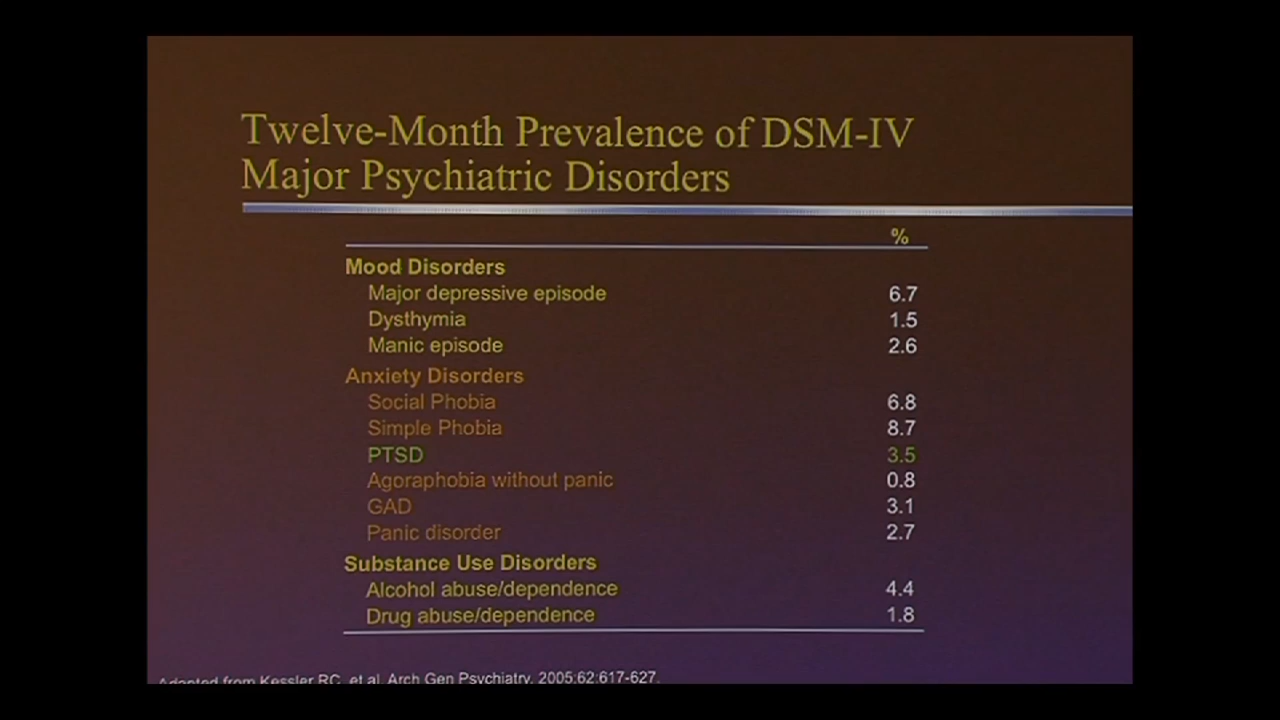 Twelve-Month Prevalence of DSM-IV
Major Psychiatric Disorders
%
Mood Disorders
Major depressive episode 6.7
Dysthymia 1.5
Manic episode 2.6
Anxiety Disorders
Social Phobia 6.8
Simple Phobia 8.7
PTSD 3.5
Agoraphobia without panic 0.8
GAD 3.1
Panic disorder 2.7
Substance Use Disorders
Alcohol abuse/dependence 4.4
Drug abuse/dependence 1.8
Adapted from Kessler RC, et al. Arch Gen Psychiatry. 2005;62:617-627.